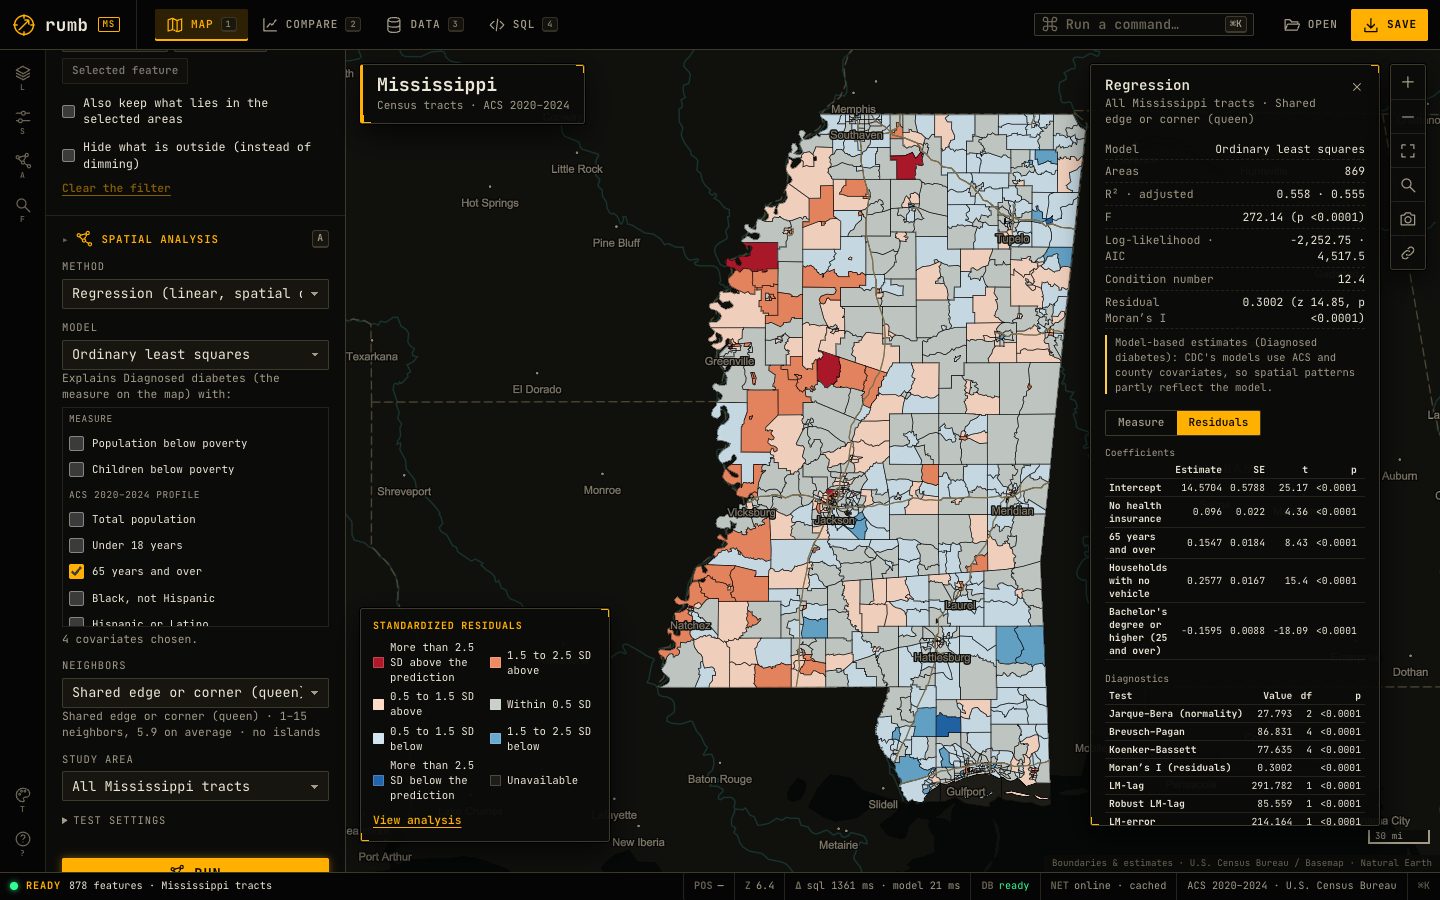 rumb MS
MAP 1
COMPARE 2
DATA 3
SQL 4
Run a command… ⌘K
OPEN
SAVE
L
S
A
F
T
?
Selected feature
Also keep what lies in the
selected areas
Hide what is outside (instead of
dimming)
Clear the filter
SPATIAL ANALYSIS A
METHOD
Regression (linear, spatial
MODEL
Ordinary least squares
Explains Diagnosed diabetes (the
measure on the map) with:
MEASURE
Population below poverty
Children below poverty
ACS 2020–2024 PROFILE
Total population
Under 18 years
65 years and over
Black, not Hispanic
Hispanic or Latino
4 covariates chosen.
NEIGHBORS
Shared edge or corner (queen)
Shared edge or corner (queen) · 1–15
neighbors, 5.9 on average · no islands
STUDY AREA
All Mississippi tracts
TEST SETTINGS
RUN
Mississippi
Census tracts · ACS 2020–2024
Memphis
Southaven
Little Rock
Hot Springs
Pine Bluff
Tupelo
Texarkana
Greenville
El Dorado
Shreveport
Monroe
Vicksburg
Jackson
Meridian
Auburn
Natchez
Laurel
Hattiesburg
Dothan
Baton Rouge
Slidell
Gulfport
New Iberia
Metairie
Port Arthur
STANDARDIZED RESIDUALS
More than 2.5
SD above the
prediction
1.5 to 2.5 SD
above
0.5 to 1.5 SD
above
Within 0.5 SD
0.5 to 1.5 SD
below
1.5 to 2.5 SD
below
More than 2.5
SD below the
prediction
Unavailable
View analysis
Regression
All Mississippi tracts · Shared
edge or corner (queen)
Model Ordinary least squares
Areas 869
R² · adjusted 0.558 · 0.555
F 272.14 (p <0.0001)
Log-likelihood · -2,252.75 ·
AIC 4,517.5
Condition number 12.4
Residual 0.3002 (z 14.85, p
Moran's I <0.0001)
Model-based estimates (Diagnosed
diabetes): CDC's models use ACS and
county covariates, so spatial patterns
partly reflect the model.
Measure Residuals
Coefficients
Estimate SE t p
Intercept 14.5704 0.5788 25.17 <0.0001
No health
insurance 0.096 0.022 4.36 <0.0001
65 years
and over 0.1547 0.0184 8.43 <0.0001
Households
with no
vehicle 0.2577 0.0167 15.4 <0.0001
Bachelor's
degree or
higher (25
and over) -0.1595 0.0088 -18.09 <0.0001
Diagnostics
Test Value df p
Jarque-Bera (normality) 27.793 2 <0.0001
Breusch-Pagan 86.831 4 <0.0001
Koenker-Bassett 77.635 4 <0.0001
Moran's I (residuals) 0.3002 <0.0001
LM-lag 291.782 1 <0.0001
Robust LM-lag 85.559 1 <0.0001
LM-error 214.164 1 <0.0001
30 mi
Boundaries & estimates · U.S. Census Bureau / Basemap · Natural Earth
READY 878 features · Mississippi tracts
POS —
Z 6.4
Δ sql 1361 ms · model 21 ms
DB ready
NET online · cached
ACS 2020–2024 · U.S. Census Bureau
⌘K